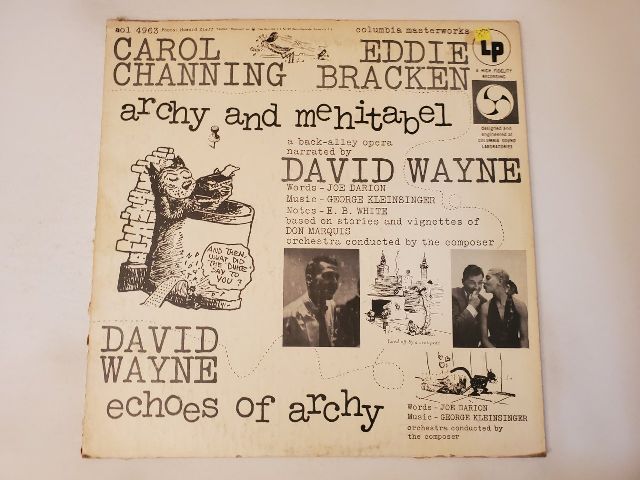 aol 4963
columbia masterworks
LP
CAROL CHANNING
EDDIE BRACKEN
A HIGH FIDELITY
RECORDING
archy and mehitabel
designed and
engineered at
COLUMBIA SOUND
LABORATORIES
a back-alley opera
narrated by
DAVID WAYNE
Words - JOE DARION
Music - GEORGE KLEINSINGER
Notes - E. B. WHITE
based on stories and vignettes of
DON MARQUIS
orchestra conducted by the composer
AND THEN
WHAT DID
THE DUKE
SAY TO
YOU?
DAVID
WAYNE
echoes of archy
Words - JOE DARION
Music - GEORGE KLEINSINGER
orchestra conducted by
the composer